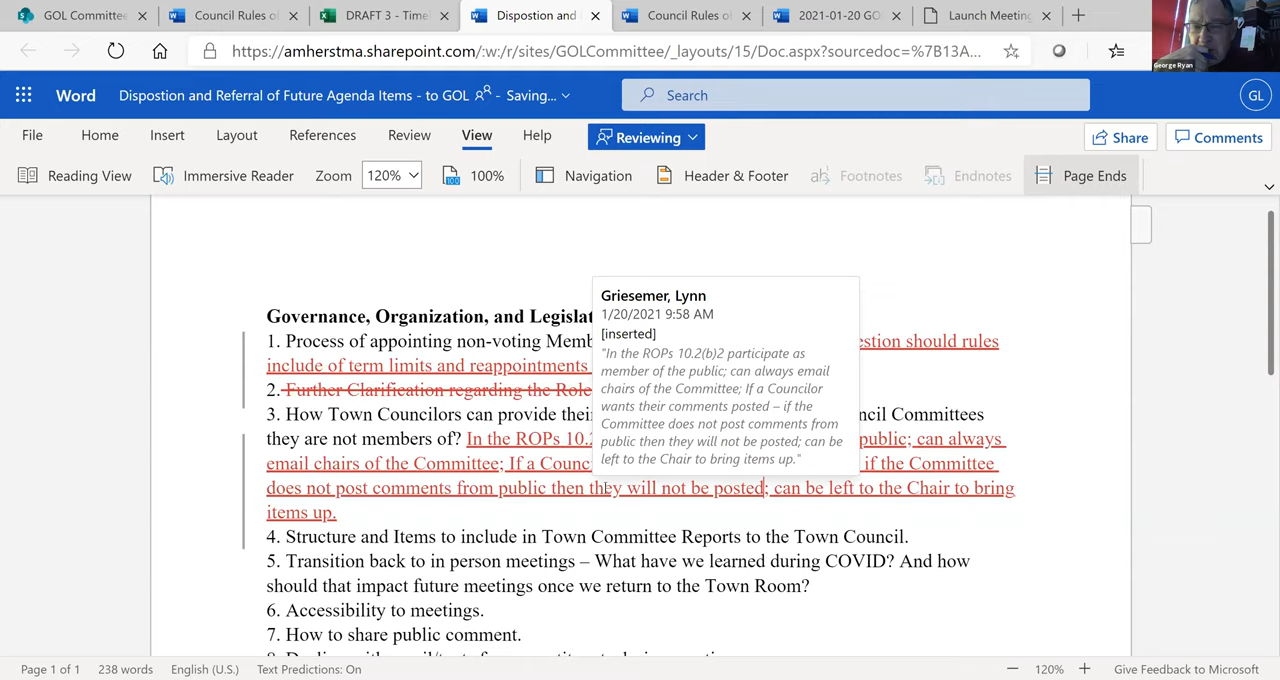 GOL Committee
Council Rules of
DRAFT 3 - Timel
Dispostion and
Council Rules of
2021-01-20 GO
Launch Meeting
https://amherstma.sharepoint.com/:w:/r/sites/GOLCommittee/_layouts/15/Doc.aspx?sourcedoc=%7B13A...
George Ryan
Word
Dispostion and Referral of Future Agenda Items - to GOL - Saving...
Search
GL
File Home Insert Layout References Review View Help Reviewing Share Comments
Reading View Immersive Reader Zoom 120% 100% Navigation Header & Footer Footnotes Endnotes Page Ends
Governance, Organization, and Legislat
1. Process of appointing non-voting Memb estion should rules
include of term limits and reappointments
2. Further Clarification regarding the Role
3. How Town Councilors can provide thei ncil Committees
they are not members of? In the ROPs 10.2 public; can always
email chairs of the Committee; If a Counc if the Committee
does not post comments from public then they will not be posted; can be left to the Chair to bring
items up.
4. Structure and Items to include in Town Committee Reports to the Town Council.
5. Transition back to in person meetings – What have we learned during COVID? And how
should that impact future meetings once we return to the Town Room?
6. Accessibility to meetings.
7. How to share public comment.
Griesemer, Lynn
1/20/2021 9:58 AM
[inserted]
"In the ROPs 10.2(b)2 participate as
member of the public; can always email
chairs of the Committee; If a Councilor
wants their comments posted – if the
Committee does not post comments from
public then they will not be posted; can be
left to the Chair to bring items up."
Page 1 of 1 238 words English (U.S.) Text Predictions: On 120% Give Feedback to Microsoft